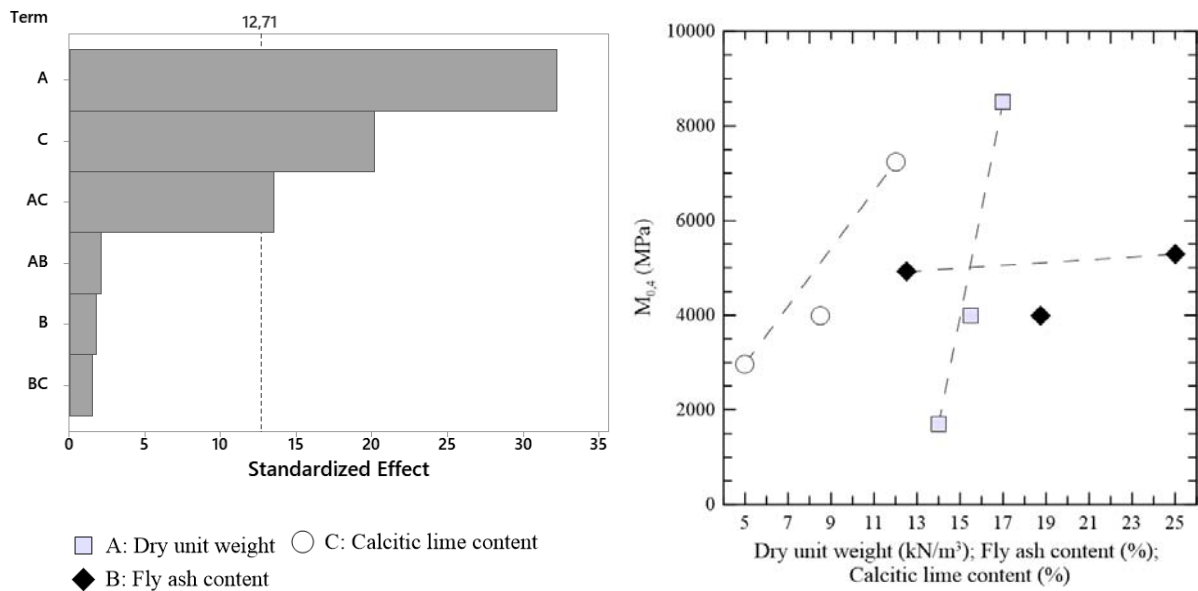 Term
12,71
A
C
AC
AB
B
BC
0 5 10 15 20 25 30 35
Standardized Effect
A: Dry unit weight C: Calcitic lime content
B: Fly ash content
10000
8000
6000
4000
2000
0
M0,4 (MPa)
5 7 9 11 13 15 17 19 21 23 25
Dry unit weight (kN/m³); Fly ash content (%);
Calcitic lime content (%)